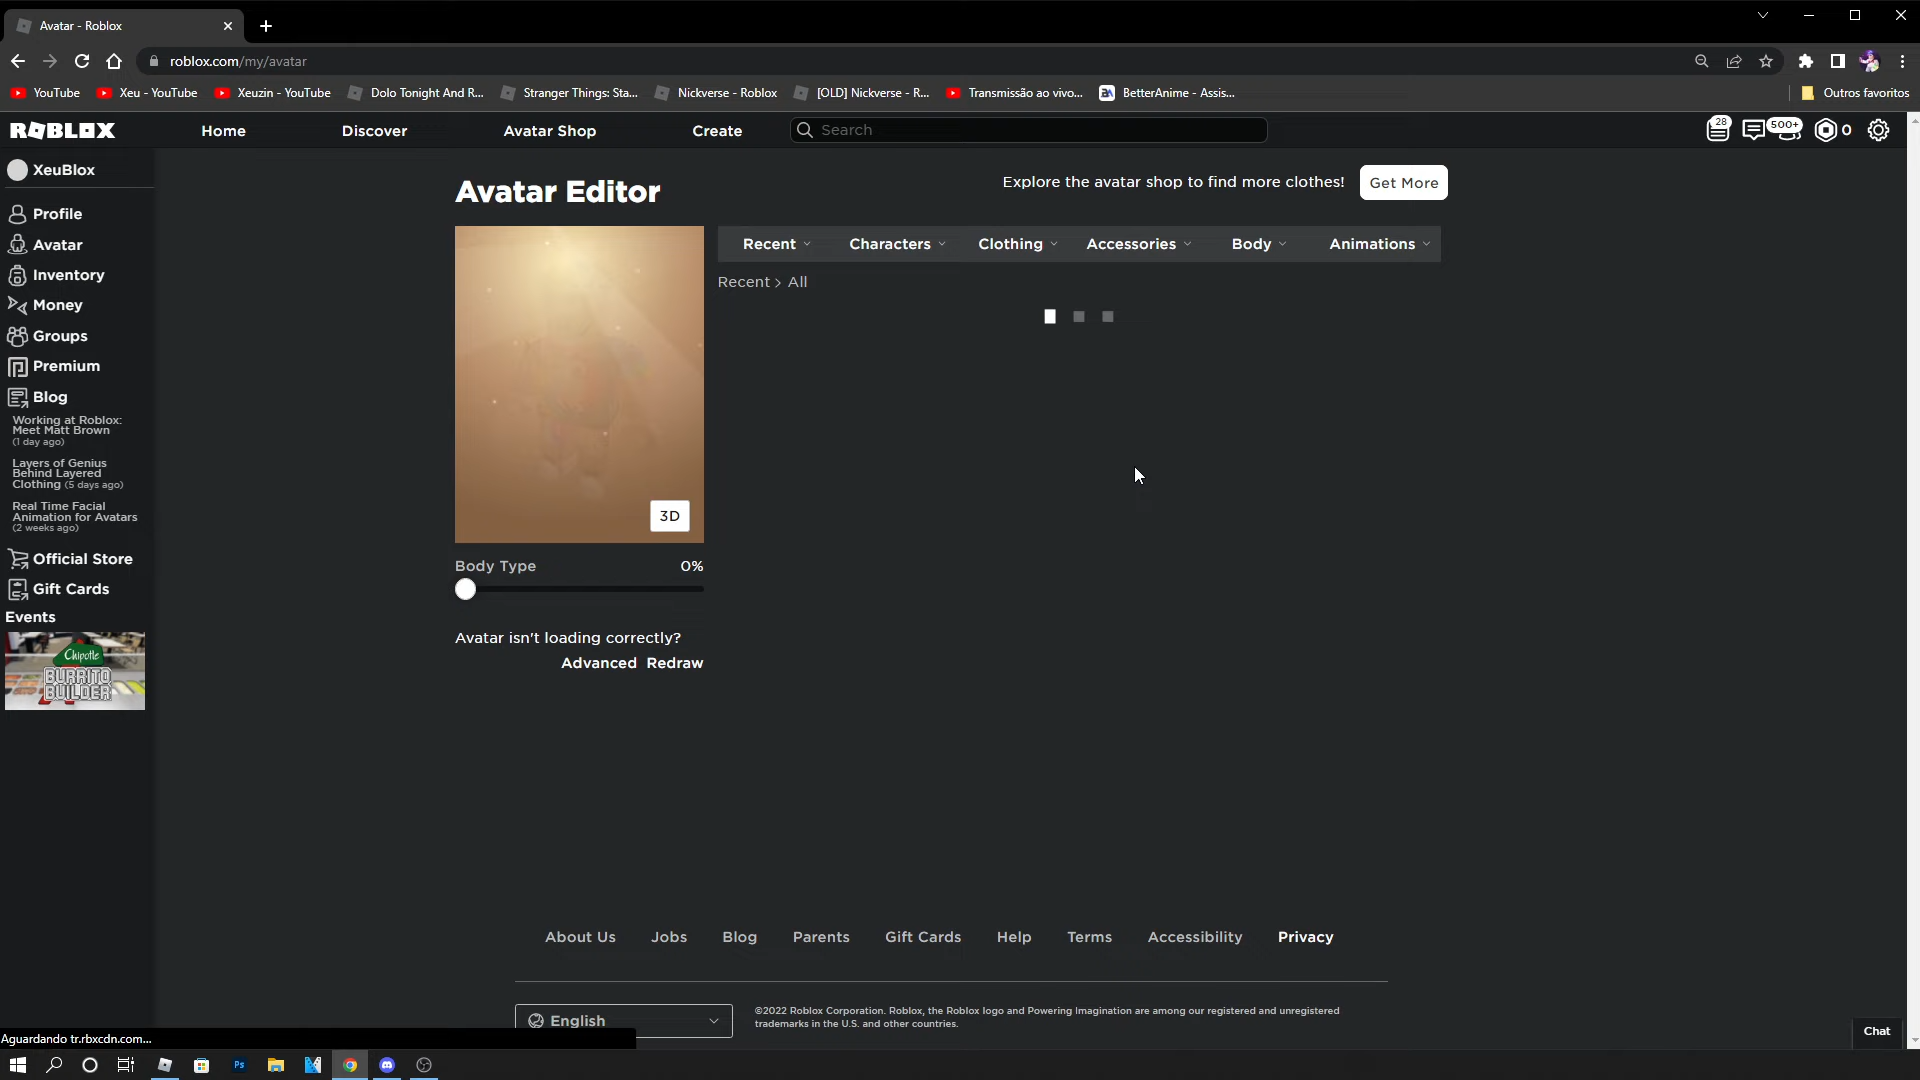 Avatar - Roblox
roblox.com/my/avatar
YouTube
Xeu - YouTube
Xeuzin - YouTube
Dolo Tonight And R...
Stranger Things: Sta...
Nickverse - Roblox
[OLD] Nickverse - R...
Transmissão ao vivo...
BetterAnime - Assis...
Outros favoritos
ROBLOX
Home
Discover
Avatar Shop
Create
Search
28
500+
0
XeuBlox
Profile
Avatar
Inventory
Money
Groups
Premium
Blog
Working at Roblox:
Meet Matt Brown
(1 day ago)
Layers of Genius
Behind Layered
Clothing (5 days ago)
Real Time Facial
Animation for Avatars
(2 weeks ago)
Official Store
Gift Cards
Events
Chipotle
BURRITO
BUILDER
Avatar Editor
Explore the avatar shop to find more clothes!
Get More
Recent
Characters
Clothing
Accessories
Body
Animations
Recent > All
3D
Body Type
0%
Avatar isn't loading correctly?
Advanced Redraw
About Us
Jobs
Blog
Parents
Gift Cards
Help
Terms
Accessibility
Privacy
English
©2022 Roblox Corporation. Roblox, the Roblox logo and Powering Imagination are among our registered and unregistered
trademarks in the U.S. and other countries.
Chat
Aguardando tr.rbxcdn.com...
Ps